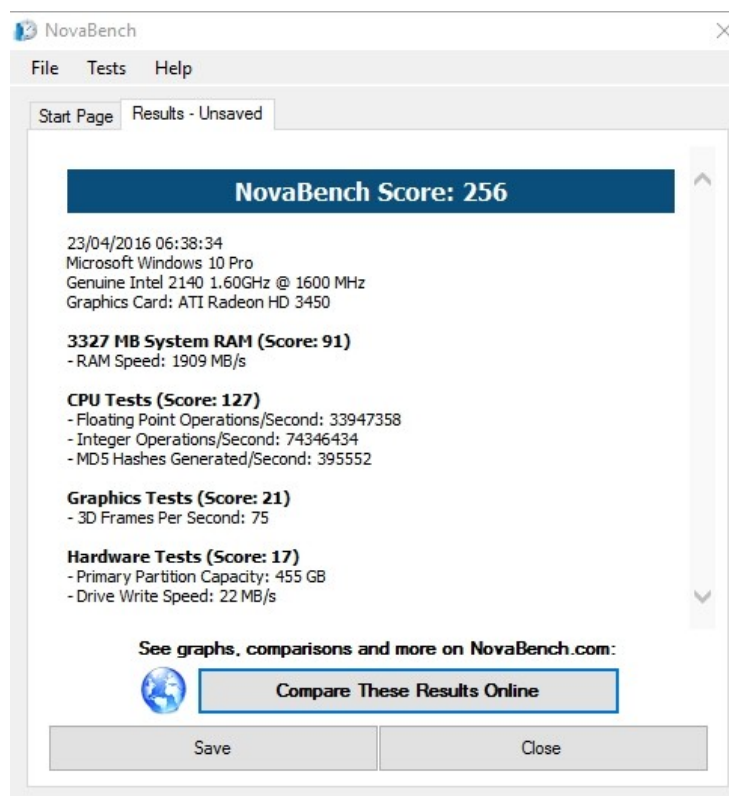 NovaBench
File Tests Help
Start Page Results - Unsaved
NovaBench Score: 256
23/04/2016 06:38:34
Microsoft Windows 10 Pro
Genuine Intel 2140 1.60GHz @ 1600 MHz
Graphics Card: ATI Radeon HD 3450
3327 MB System RAM (Score: 91)
- RAM Speed: 1909 MB/s
CPU Tests (Score: 127)
- Floating Point Operations/Second: 33947358
- Integer Operations/Second: 74346434
- MD5 Hashes Generated/Second: 395552
Graphics Tests (Score: 21)
- 3D Frames Per Second: 75
Hardware Tests (Score: 17)
- Primary Partition Capacity: 455 GB
- Drive Write Speed: 22 MB/s
See graphs, comparisons and more on NovaBench.com:
Compare These Results Online
Save Close